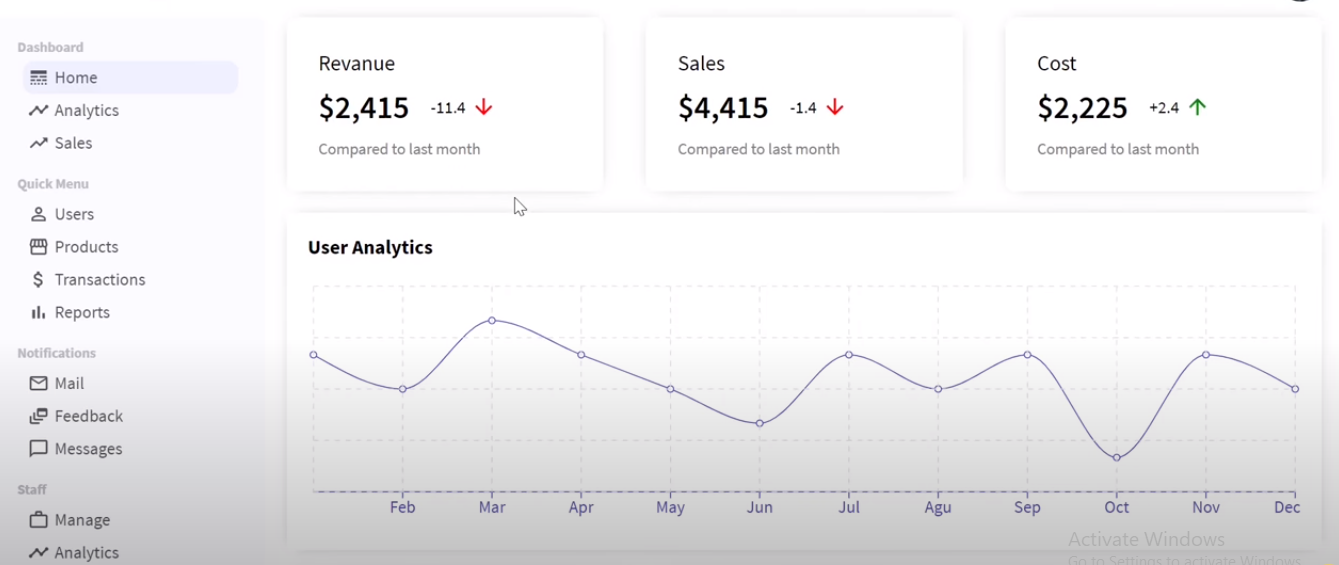 Dashboard
Home
Analytics
Sales
Quick Menu
Users
Products
Transactions
Reports
Notifications
Mail
Feedback
Messages
Staff
Manage
Analytics
Revanue
$2,415 -11.4
Compared to last month
Sales
$4,415 -1.4
Compared to last month
Cost
$2,225 +2.4
Compared to last month
User Analytics
Feb Mar Apr May Jun Jul Agu Sep Oct Nov Dec
Activate Windows
Go to Settings to activate Windows.